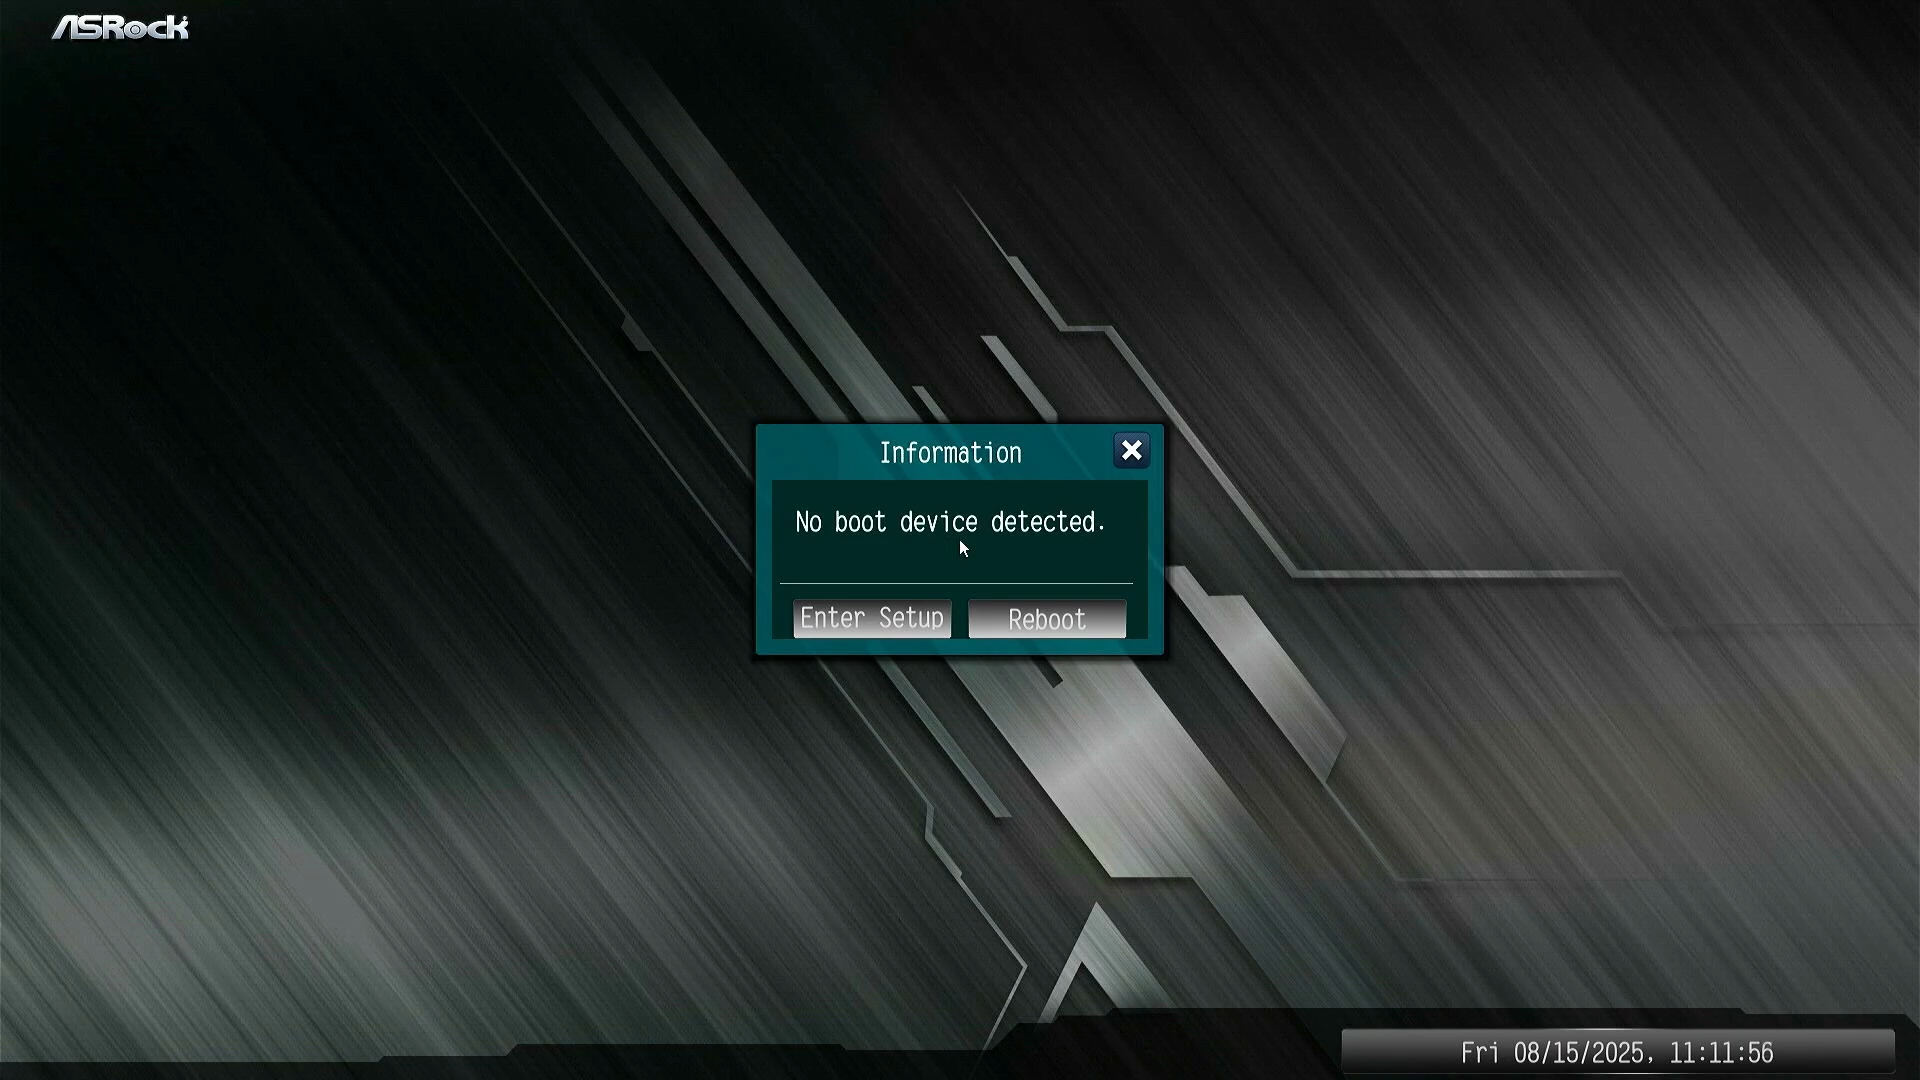 ASRock
Information
No boot device detected.
Enter Setup Reboot
Fri 08/15/2025, 11:11:56